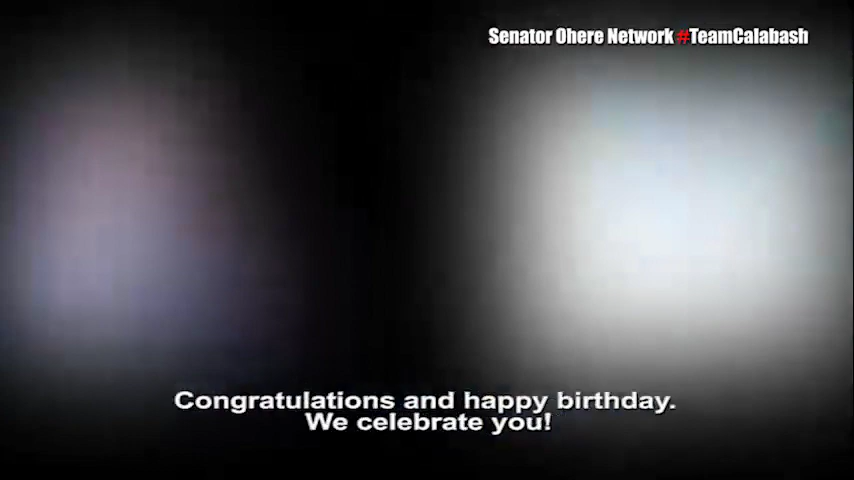 Senator Ohere Network #TeamCalabash
Congratulations and happy birthday.
We celebrate you!